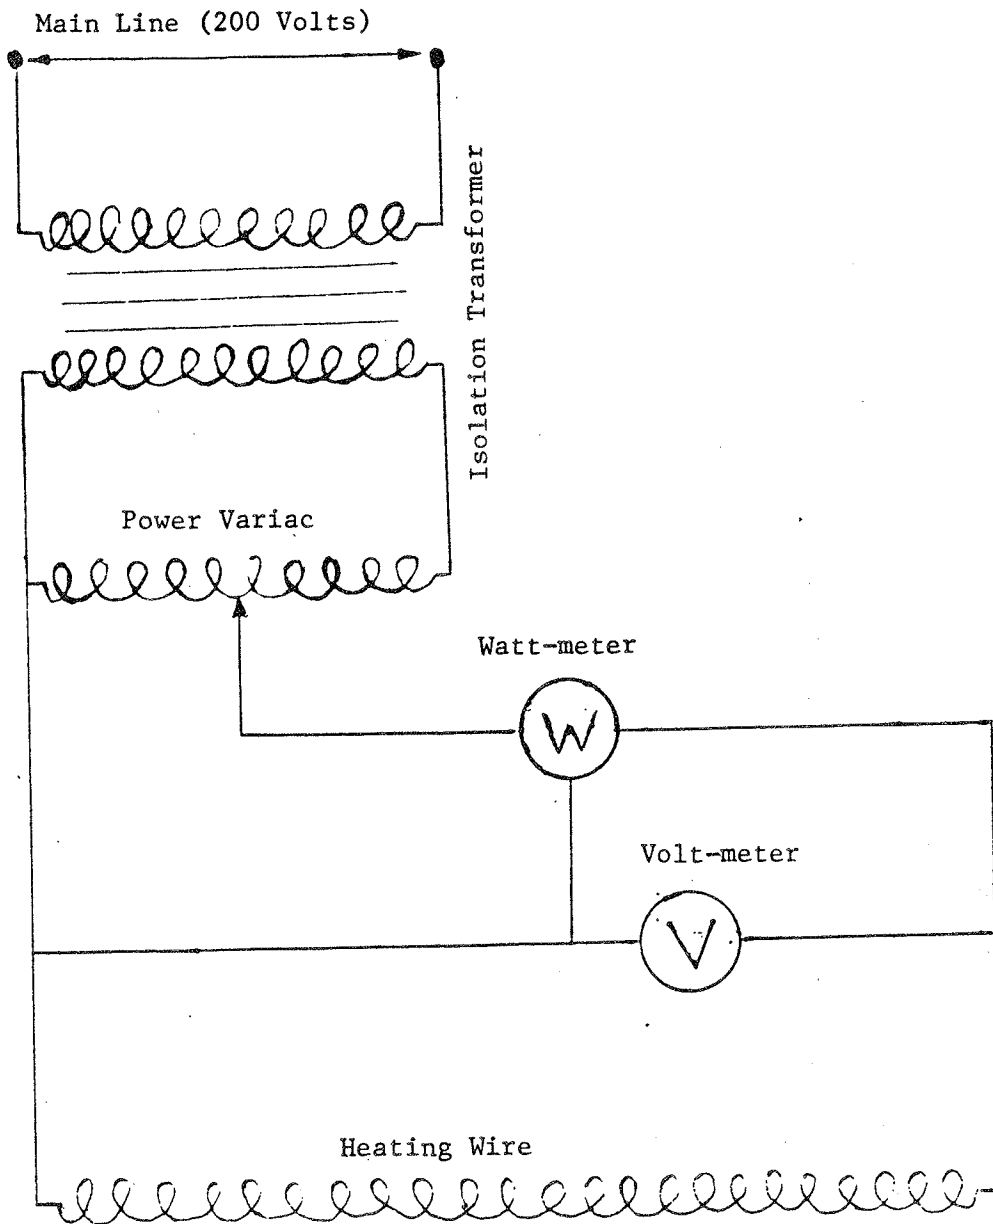 Main Line (200 Volts)
Isolation Transformer
Power Variac
Watt-meter
W
Volt-meter
V
Heating Wire